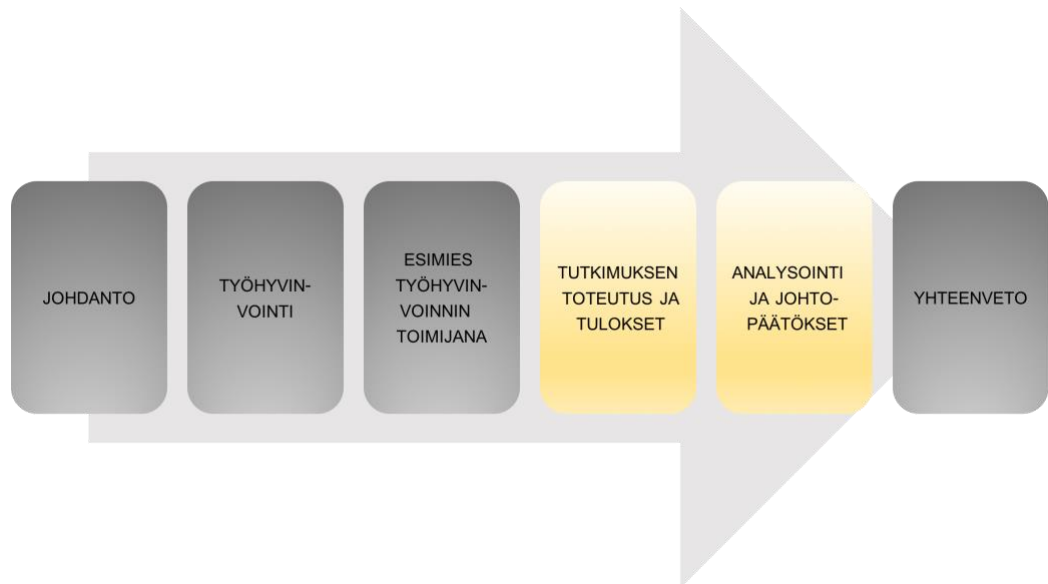 JOHDANTO
TYÖHYVIN-
VOINTI
ESIMIES
TYÖHYVIN-
VOINNIN
TOIMIJANA
TUTKIMUKSEN
TOTEUTUS JA
TULOKSET
ANALYSOINTI
JA JOHTO-
PÄÄTÖKSET
YHTEENVETO